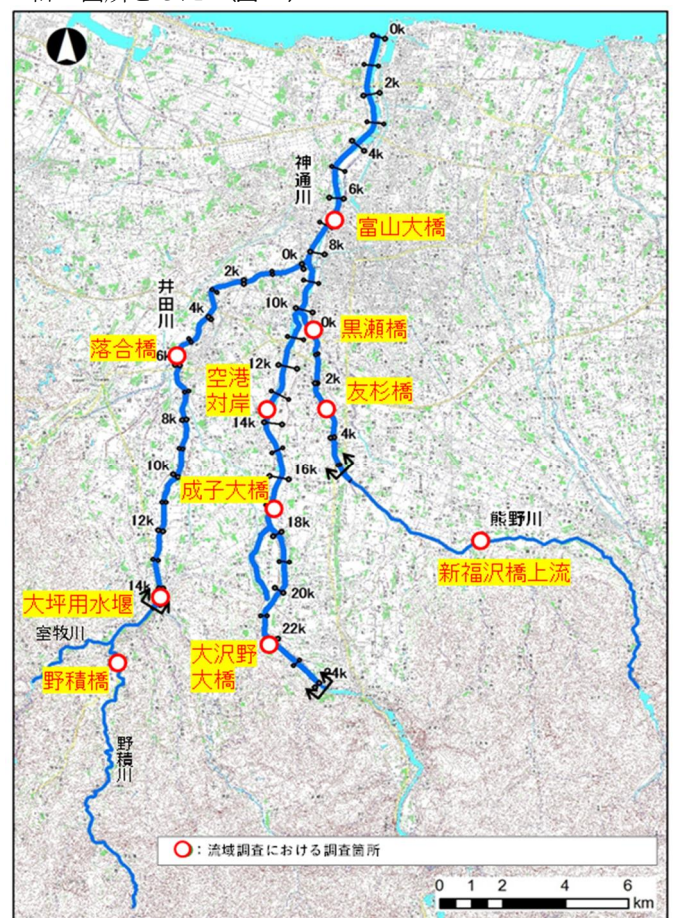 0k
2k
4k
神通川
6k
富山大橋
8k
0k
2k
井田川
4k
10k
0k
黒瀬橋
落合橋
6k
12k
2k
空港
対岸
友杉橋
14k
8k
4k
10k
16k
成子大橋
18k
12k
熊野川
新福沢橋上流
14k
20k
大坪用水堰
22k
室牧川
大沢野
大橋
野積橋
24k
野積川
：流域調査における調査箇所
0 1 2 4 6
km